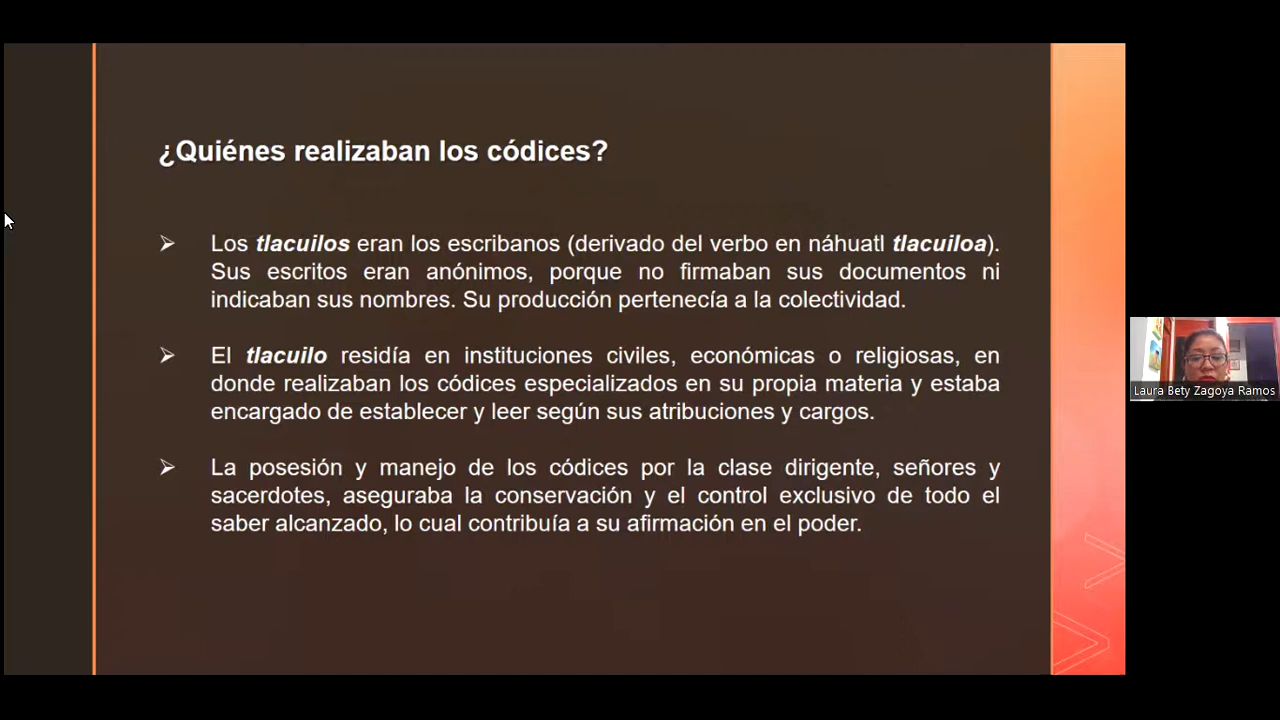 ¿Quiénes realizaban los códices?
Los tlacuilos eran los escribanos (derivado del verbo en náhuatl tlacuiloa).
Sus escritos eran anónimos, porque no firmaban sus documentos ni
indicaban sus nombres. Su producción pertenecía a la colectividad.
El tlacuilo residía en instituciones civiles, económicas o religiosas, en
donde realizaban los códices especializados en su propia materia y estaba
encargado de establecer y leer según sus atribuciones y cargos.
La posesión y manejo de los códices por la clase dirigente, señores y
sacerdotes, aseguraba la conservación y el control exclusivo de todo el
saber alcanzado, lo cual contribuía a su afirmación en el poder.
Laura Bety Zagoya Ramos